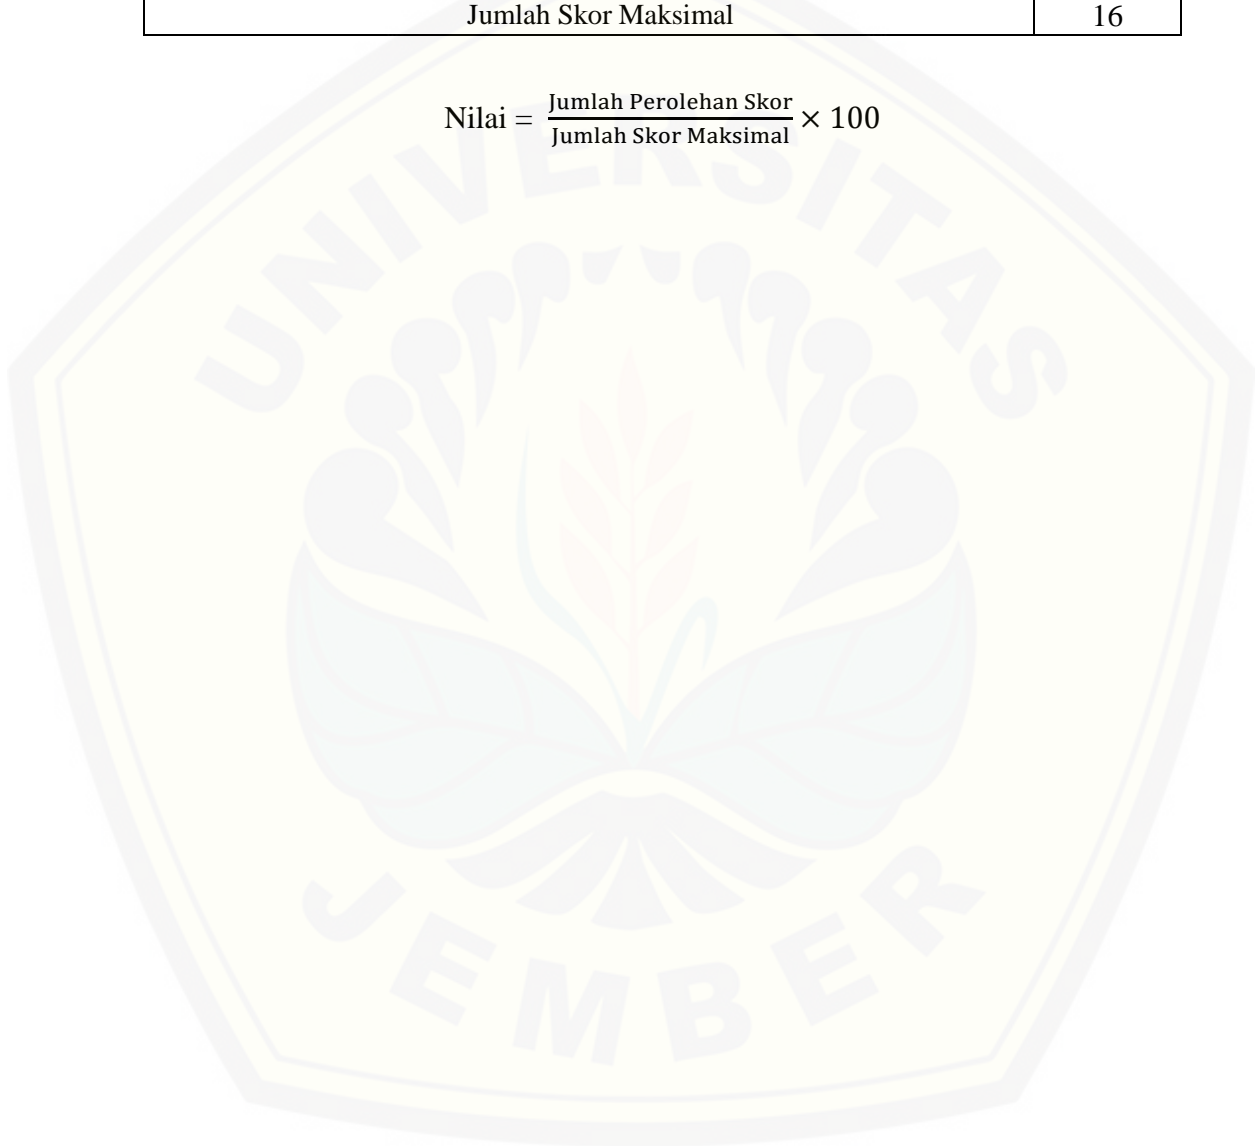 Jumlah Skor Maksimal 16
Nilai = Jumlah Perolehan Skor / Jumlah Skor Maksimal × 100
UNIVERSITAS
JEMBER